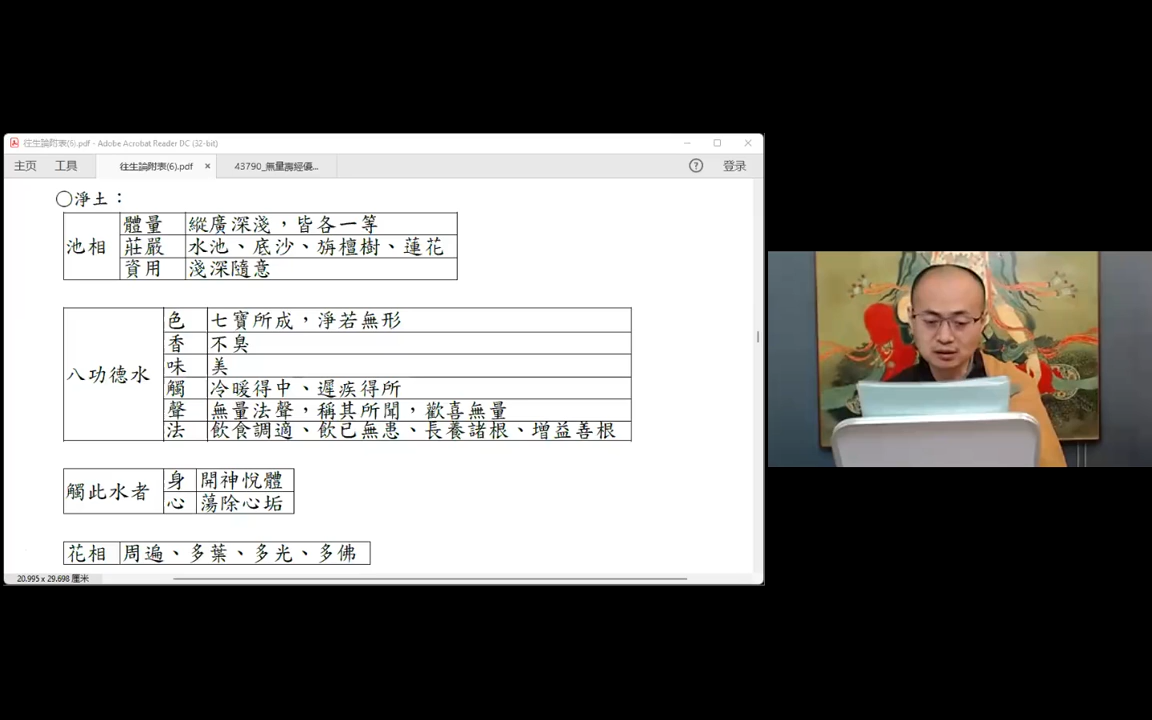 往生論附表(6).pdf - Adobe Acrobat Reader DC (32-bit)
主页 工具 往生論附表(6).pdf × 43790_無量壽經優... ? 登录
○淨土：
池相 體量 縱廣深淺，皆各一等
莊嚴 水池、底沙、旃檀樹、蓮花
資用 淺深隨意
八功德水 色 七寶所成，淨若無形
香 不臭
味 美
觸 冷暖得中、遲疾得所
聲 無量法聲，稱其所聞，歡喜無量
法 飲食調適、飲已無患、長養諸根、增益善根
觸此水者 身 開神悅體
心 蕩除心垢
花相 周遍、多葉、多光、多佛
20.995 x 29.698 厘米